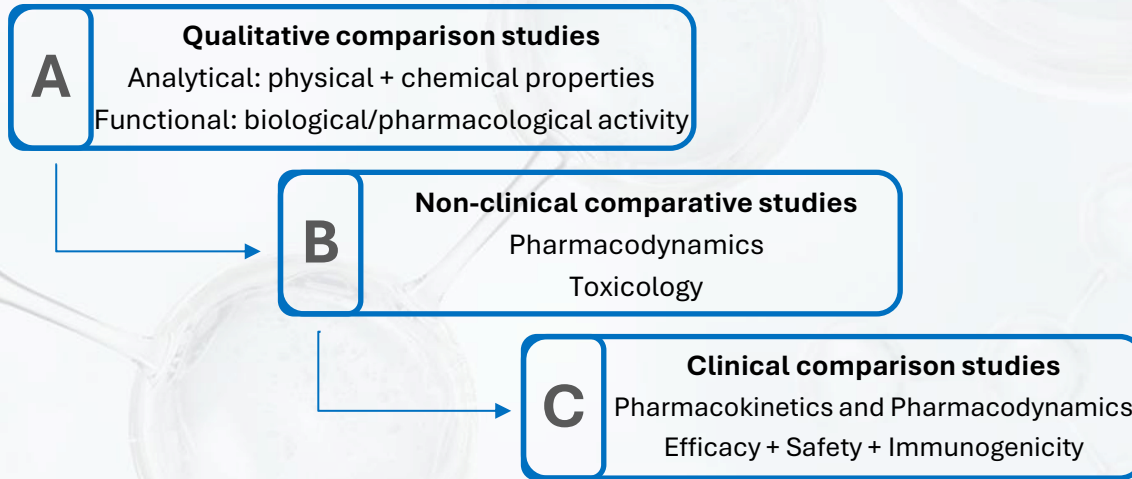 A
Qualitative comparison studies
Analytical: physical + chemical properties
Functional: biological/pharmacological activity
B
Non-clinical comparative studies
Pharmacodynamics
Toxicology
C
Clinical comparison studies
Pharmacokinetics and Pharmacodynamics
Efficacy + Safety + Immunogenicity